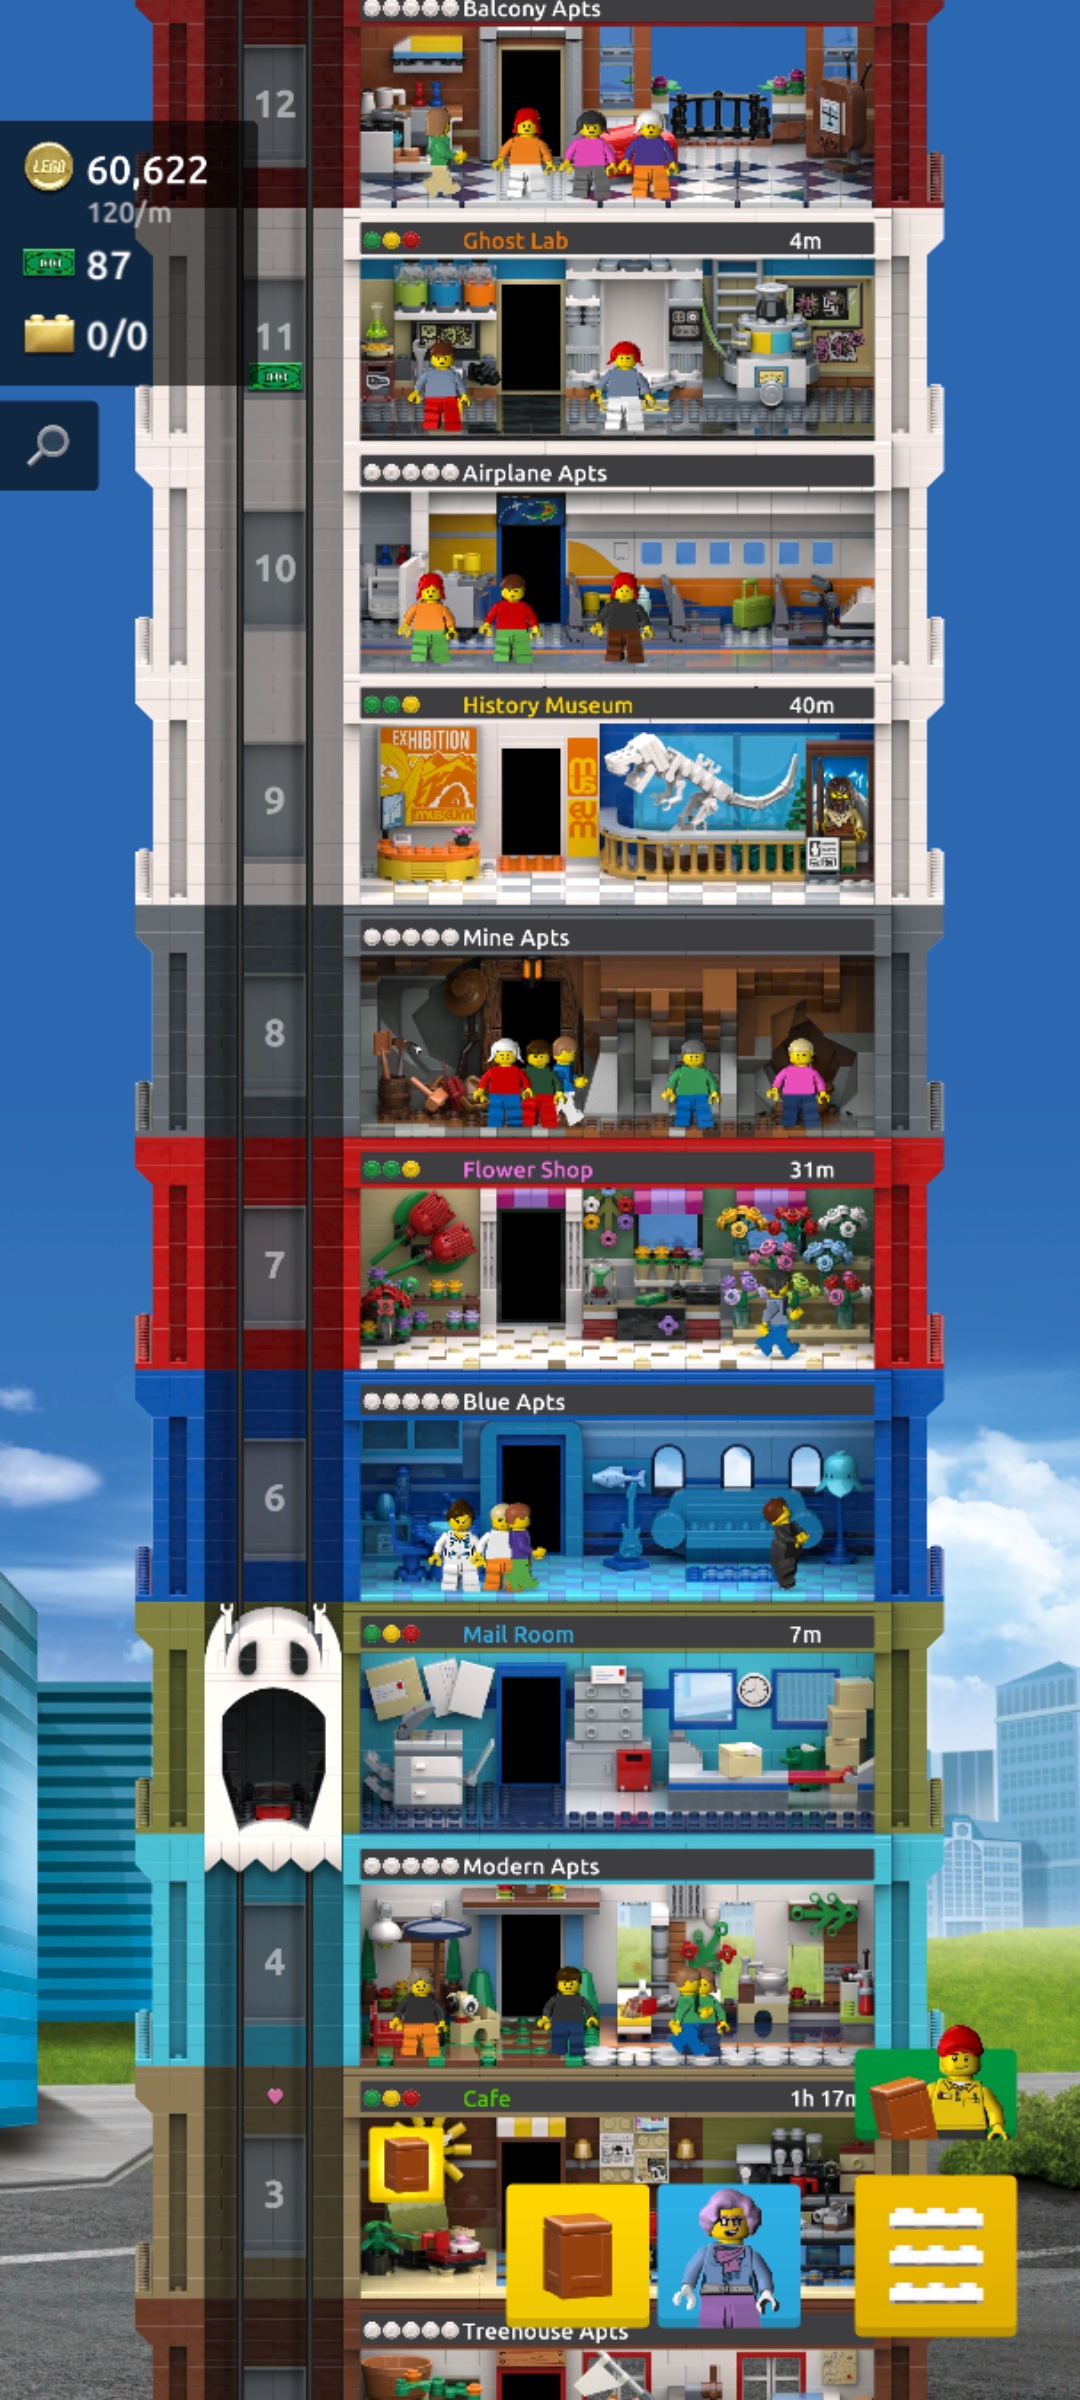 Balcony Apts
12
LEGO 60,622
120/m
87
0/0
Ghost Lab 4m
11
Airplane Apts
10
History Museum 40m
EXHIBITION
museum
mus
eum
9
Mine Apts
8
Flower Shop 31m
7
Blue Apts
6
Mail Room 7m
Modern Apts
4
Cafe 1h 17m
3
Treehouse Apts